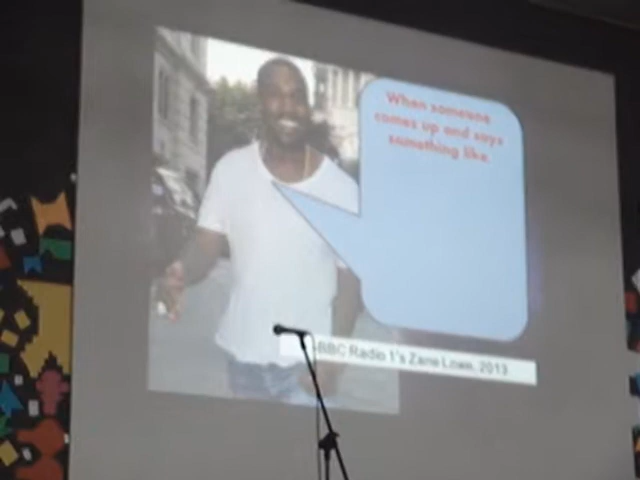 When someone
comes up and says
something like
-BBC Radio 1's Zane Lowe, 2013